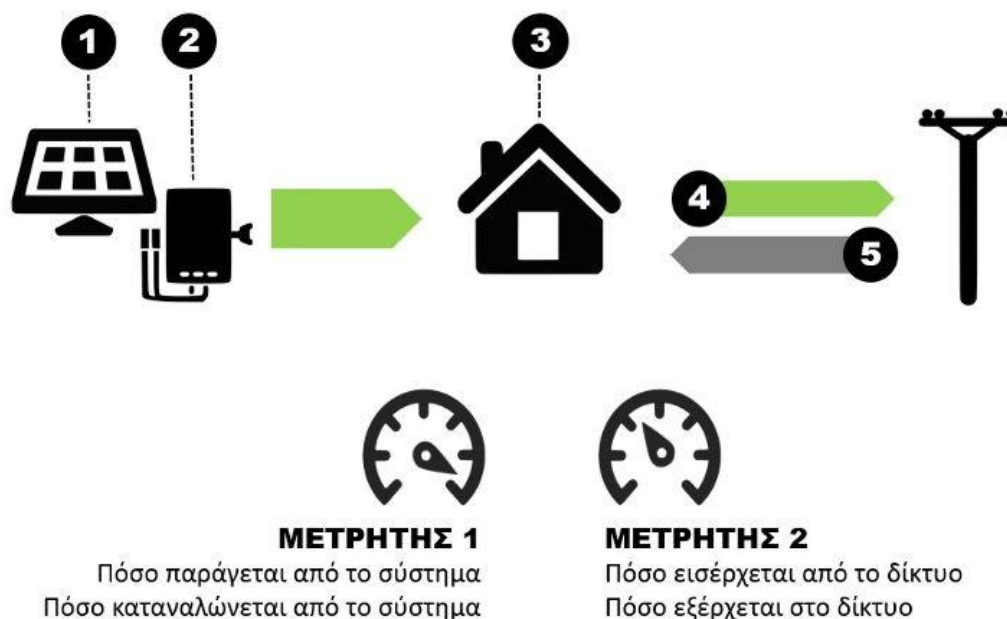 1
2
3
4
5
ΜΕΤΡΗΤΗΣ 1
Πόσο παράγεται από το σύστημα
Πόσο καταναλώνεται από το σύστημα
ΜΕΤΡΗΤΗΣ 2
Πόσο εισέρχεται από το δίκτυο
Πόσο εξέρχεται στο δίκτυο